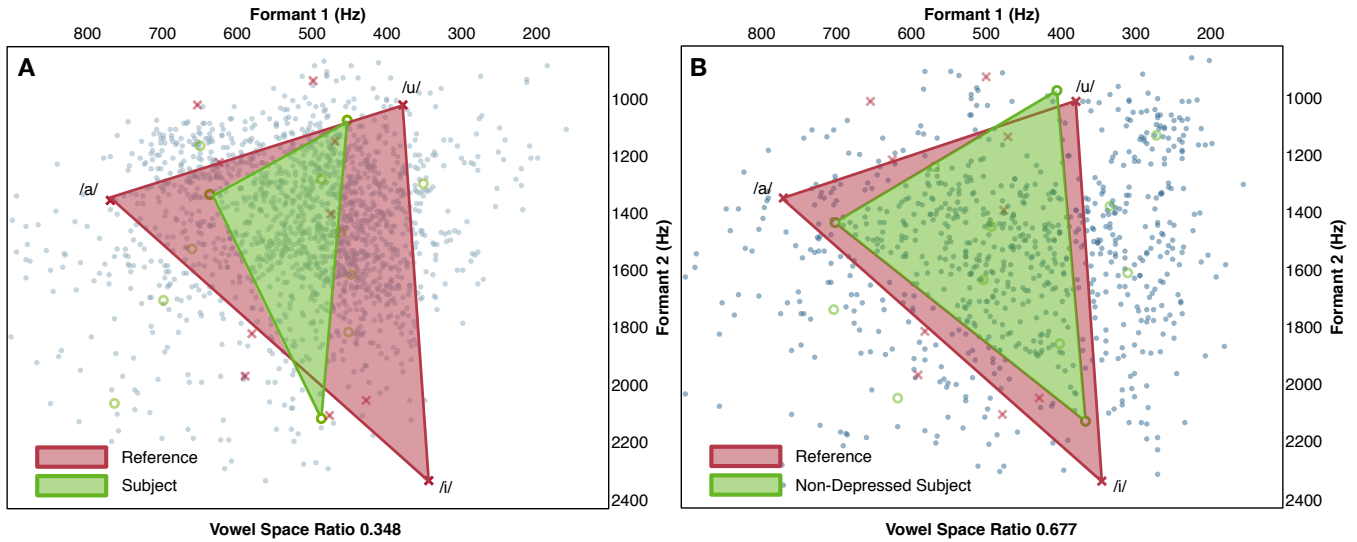 Formant 1 (Hz)
800 700 600 500 400 300 200
A
/u/
/a/
/i/
1000
1200
1400
1600
1800
2000
2200
2400
Formant 2 (Hz)
Reference
Subject
Vowel Space Ratio 0.348
Formant 1 (Hz)
800 700 600 500 400 300 200
B
/u/
/a/
/i/
1000
1200
1400
1600
1800
2000
2200
2400
Formant 2 (Hz)
Reference
Non-Depressed Subject
Vowel Space Ratio 0.677